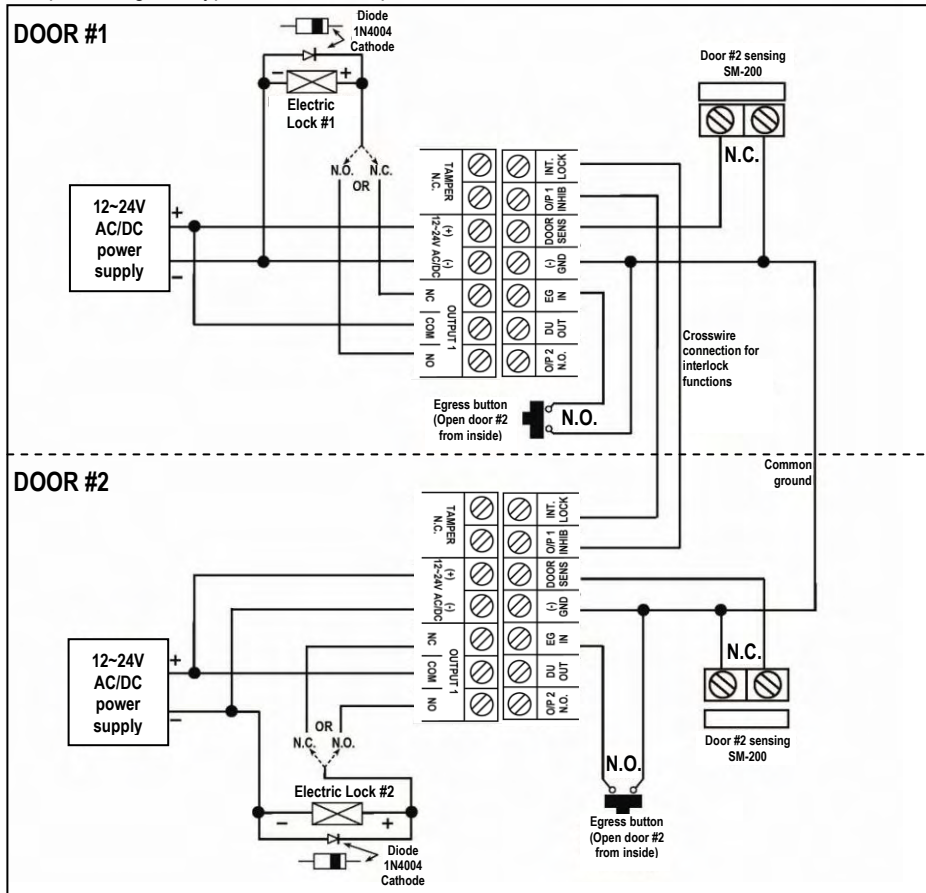 DOOR #1
Diode
1N4004
Cathode
Door #2 sensing
SM-200
–
+
Electric
Lock #1
N.C.
N.O.
N.C.
OR
12~24V
AC/DC
power
supply
+
–
TAMPER
N.C.
12~24V AC/DC
(+)
(-)
OUTPUT 1
NC
COM
NO
INT.
LOCK
O/P 1
INHIB
DOOR
SENS
(-)
GND
EG
IN
DU
OUT
O/P 2
N.O.
Crosswire
connection for
interlock
functions
Egress button
(Open door #2
from inside)
N.O.
Common
ground
DOOR #2
TAMPER
N.C.
12~24V AC/DC
(+)
(-)
OUTPUT 1
NC
COM
NO
INT.
LOCK
O/P 1
INHIB
DOOR
SENS
(-)
GND
EG
IN
DU
OUT
O/P 2
N.O.
12~24V
AC/DC
power
supply
+
–
N.C.
Door #2 sensing
SM-200
OR
N.C.
N.O.
Electric Lock #2
–
+
Diode
1N4004
Cathode
N.O.
Egress button
(Open door #2
from inside)